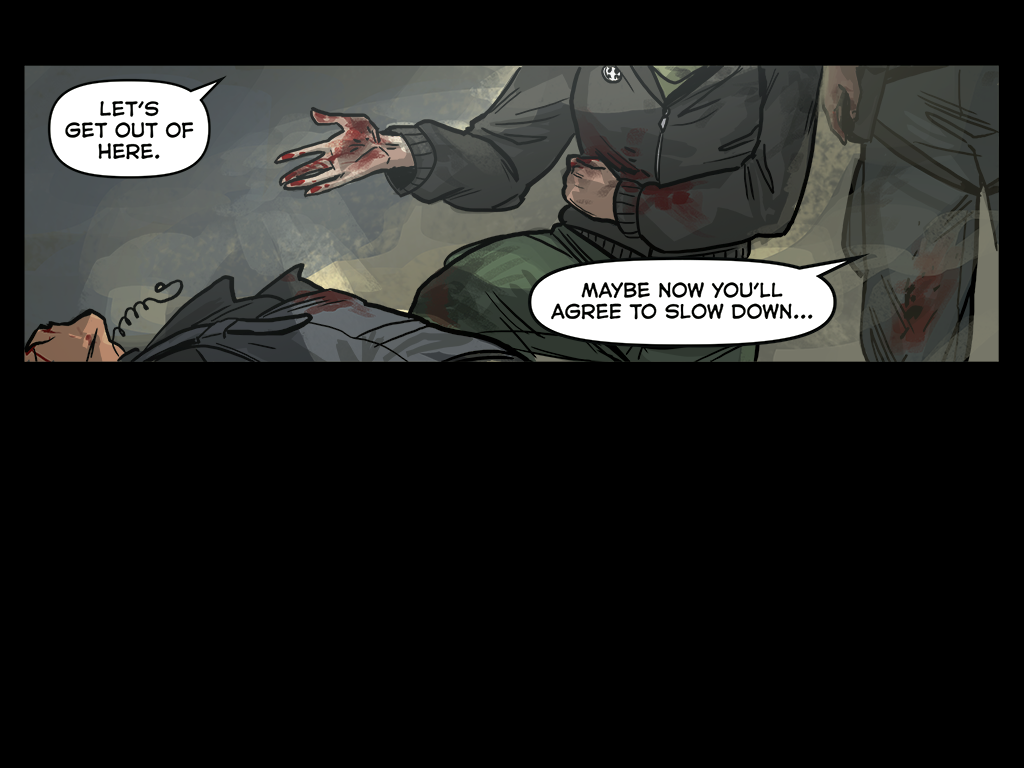 LET'S
GET OUT OF
HERE.
MAYBE NOW YOU'LL
AGREE TO SLOW DOWN...